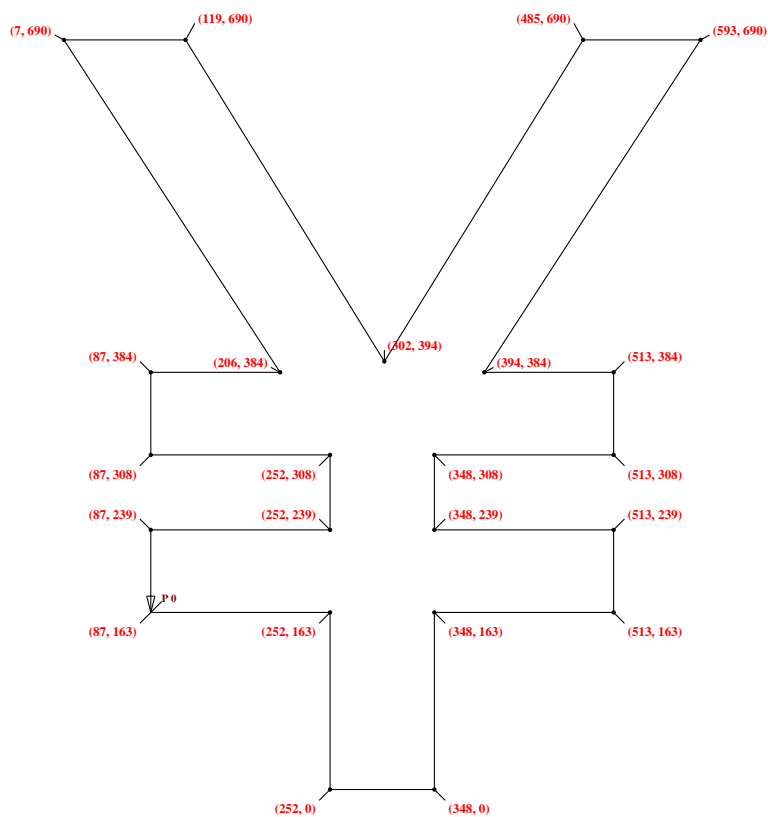 (7, 690) (119, 690) (485, 690) (593, 690)
(302, 394)
(87, 384) (206, 384) (394, 384) (513, 384)
(87, 308) (252, 308) (348, 308) (513, 308)
(87, 239) (252, 239) (348, 239) (513, 239)
P 0
(87, 163) (252, 163) (348, 163) (513, 163)
(252, 0) (348, 0)